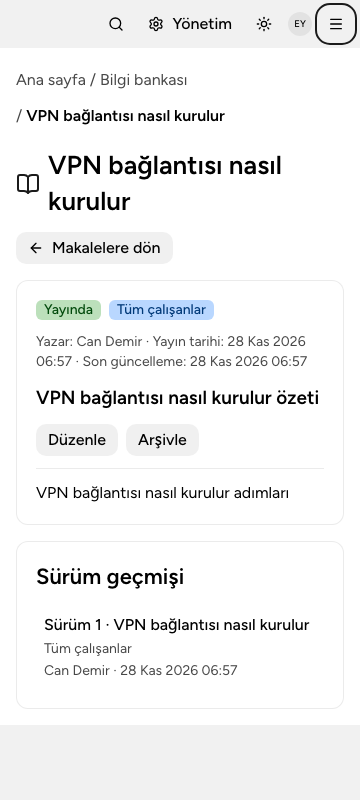 Yönetim
EY
Ana sayfa / Bilgi bankası
/ VPN bağlantısı nasıl kurulur
VPN bağlantısı nasıl
kurulur
Makalelere dön
Yayında
Tüm çalışanlar
Yazar: Can Demir · Yayın tarihi: 28 Kas 2026
06:57 · Son güncelleme: 28 Kas 2026 06:57
VPN bağlantısı nasıl kurulur özeti
Düzenle
Arşivle
VPN bağlantısı nasıl kurulur adımları
Sürüm geçmişi
Sürüm 1 · VPN bağlantısı nasıl kurulur
Tüm çalışanlar
Can Demir · 28 Kas 2026 06:57